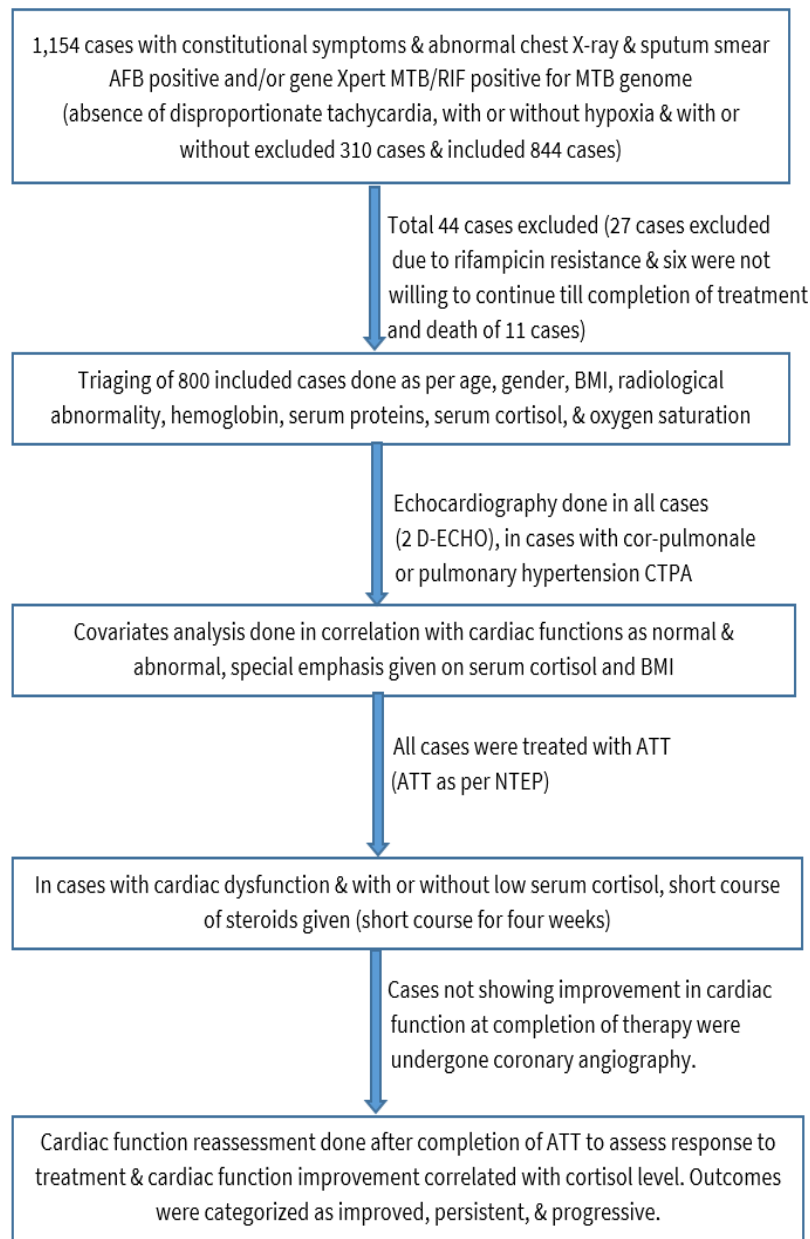 1,154 cases with constitutional symptoms & abnormal chest X-ray & sputum smear
AFB positive and/or gene Xpert MTB/RIF positive for MTB genome
(absence of disproportionate tachycardia, with or without hypoxia & with or
without excluded 310 cases & included 844 cases)
Total 44 cases excluded (27 cases excluded
due to rifampicin resistance & six were not
willing to continue till completion of treatment
and death of 11 cases)
Triaging of 800 included cases done as per age, gender, BMI, radiological
abnormality, hemoglobin, serum proteins, serum cortisol, & oxygen saturation
Echocardiography done in all cases
(2 D-ECHO), in cases with cor-pulmonale
or pulmonary hypertension CTPA
Covariates analysis done in correlation with cardiac functions as normal &
abnormal, special emphasis given on serum cortisol and BMI
All cases were treated with ATT
(ATT as per NTEP)
In cases with cardiac dysfunction & with or without low serum cortisol, short course
of steroids given (short course for four weeks)
Cases not showing improvement in cardiac
function at completion of therapy were
undergone coronary angiography.
Cardiac function reassessment done after completion of ATT to assess response to
treatment & cardiac function improvement correlated with cortisol level. Outcomes
were categorized as improved, persistent, & progressive.